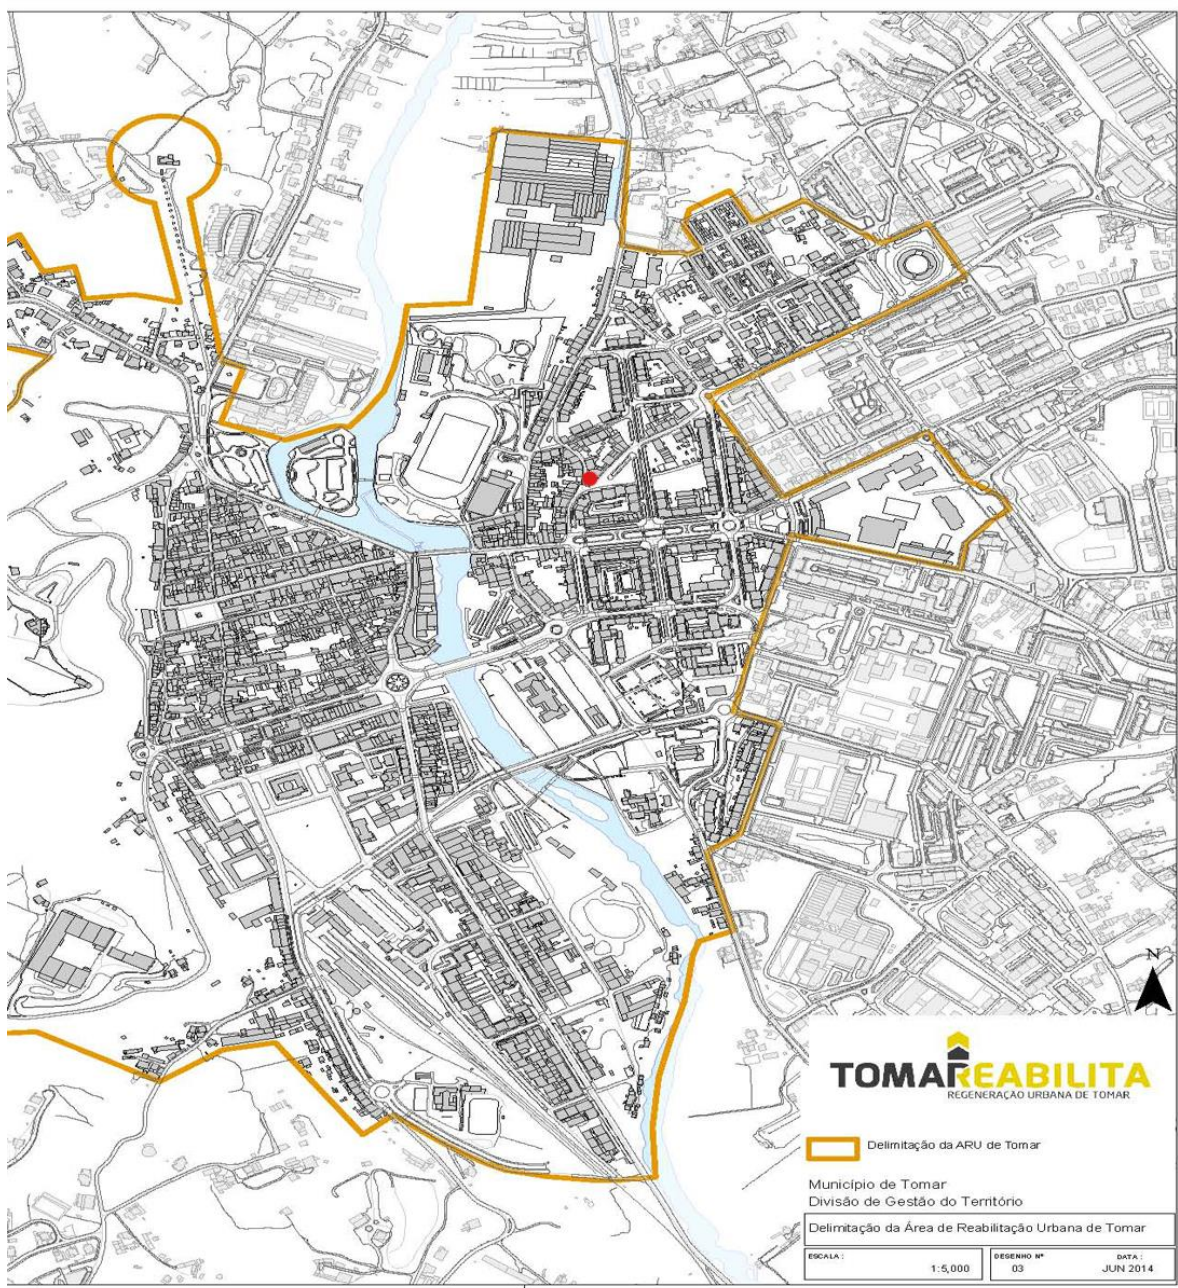 N
TOMAREABILITA
REGENERAÇÃO URBANA DE TOMAR
Delimitação da ARU de Tomar
Município de Tomar
Divisão de Gestão do Território
Delimitação da Área de Reabilitação Urbana de Tomar
ESCALA :
1:5,000
DESENHO Nº
03
DATA :
JUN 2014